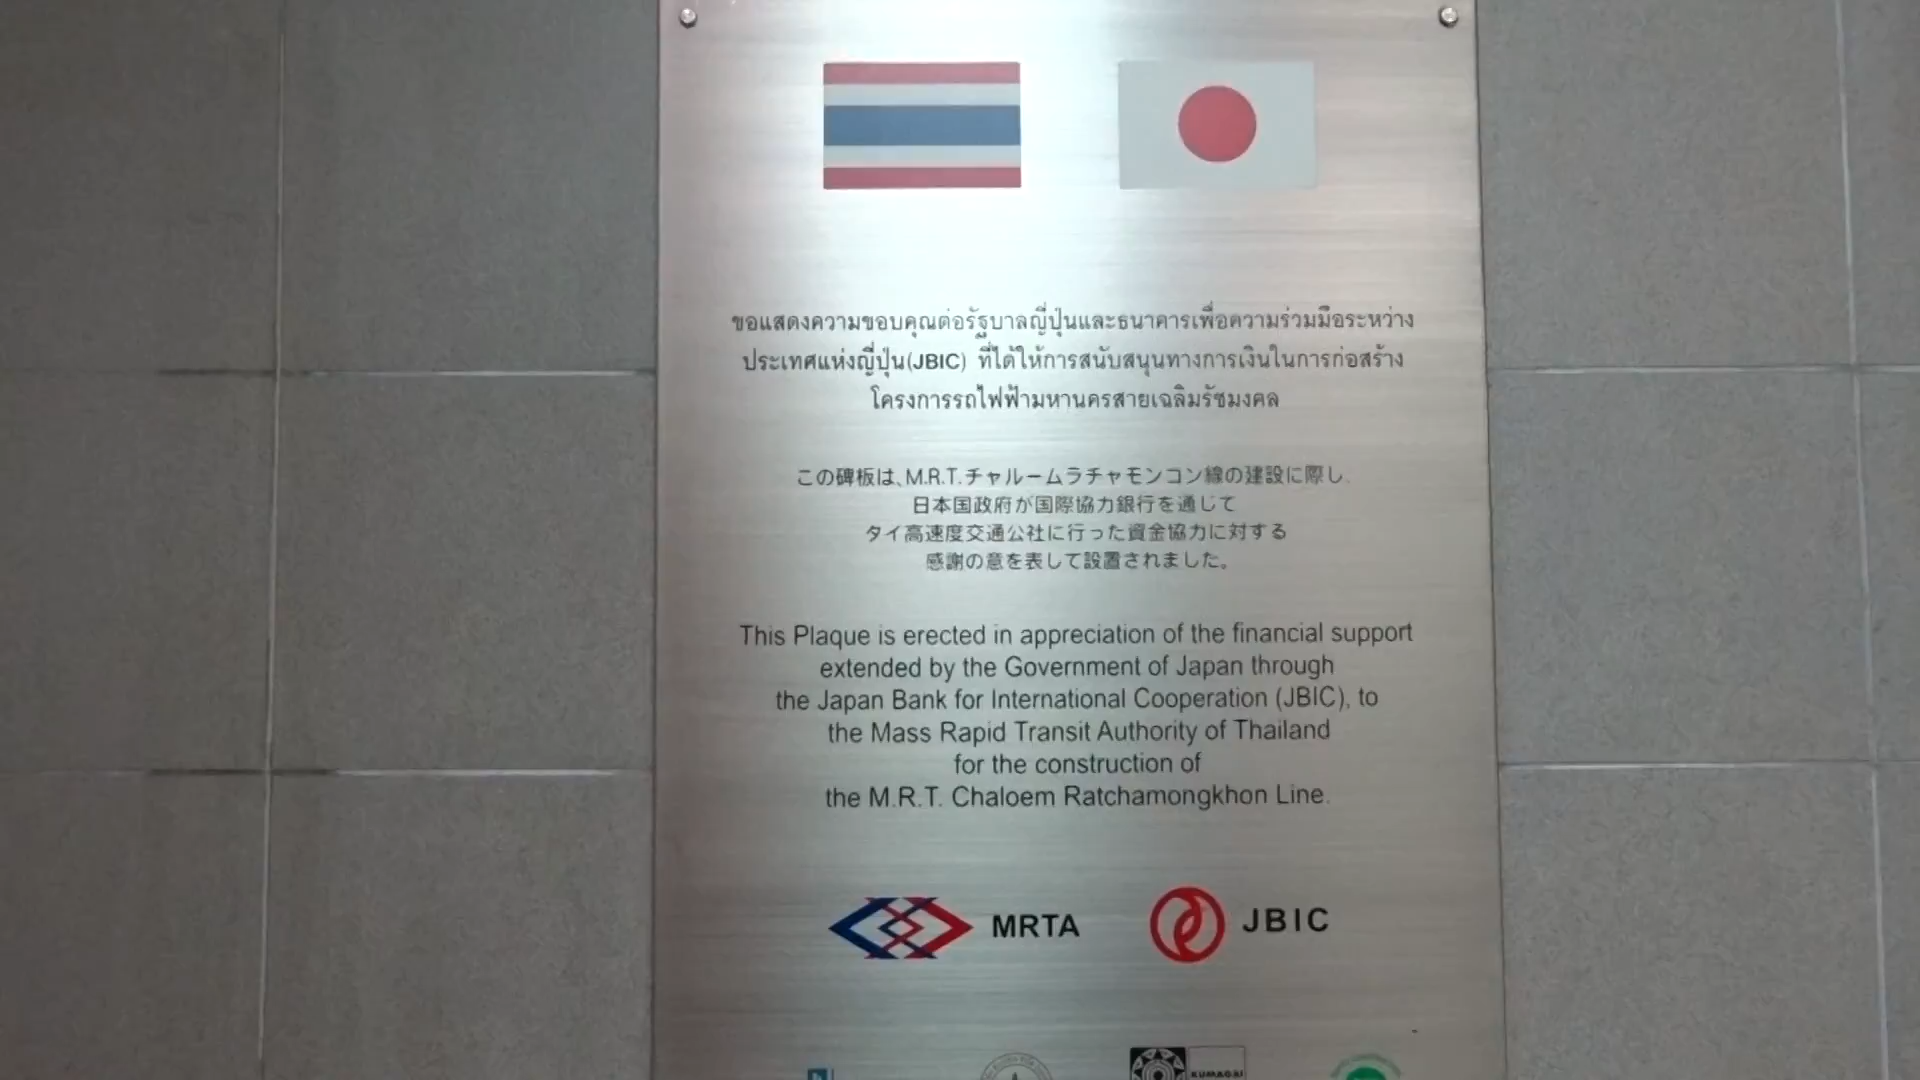 ขอแสดงความขอบคุณต่อรัฐบาลญี่ปุ่นและธนาคารเพื่อความร่วมมือระหว่าง
ประเทศแห่งญี่ปุ่น(JBIC) ที่ได้ให้การสนับสนุนทางการเงินในการก่อสร้าง
โครงการรถไฟฟ้ามหานครสายเฉลิมรัชมงคล
この碑板は、M.R.T.チャルームラチャモンコン線の建設に際し、
日本国政府が国際協力銀行を通じて
タイ高速度交通公社に行った資金協力に対する
感謝の意を表して設置されました。
This Plaque is erected in appreciation of the financial support
extended by the Government of Japan through
the Japan Bank for International Cooperation (JBIC), to
the Mass Rapid Transit Authority of Thailand
for the construction of
the M.R.T. Chaloem Ratchamongkhon Line.
MRTA JBIC
KUMAGAI